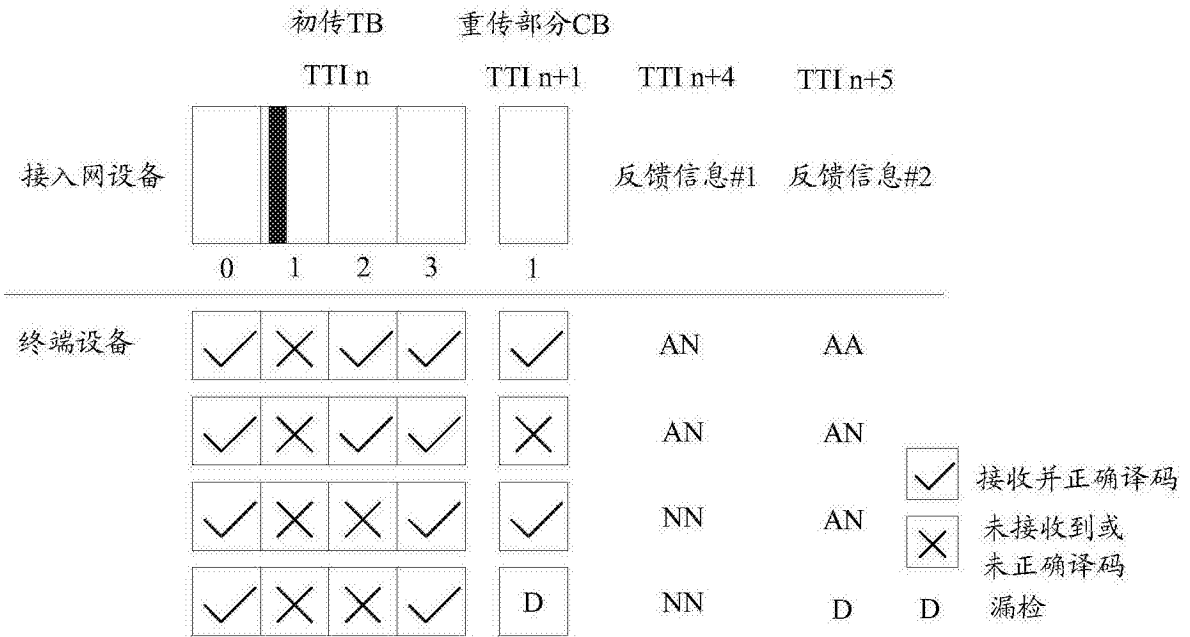 初传TB 重传部分CB
TTI n TTI n+1 TTI n+4 TTI n+5
接入网设备 反馈信息#1 反馈信息#2
0 1 2 3 1
终端设备 AN AA
AN AN
接收并正确译码
NN AN
未接收到或
未正确译码
D NN D D 漏检